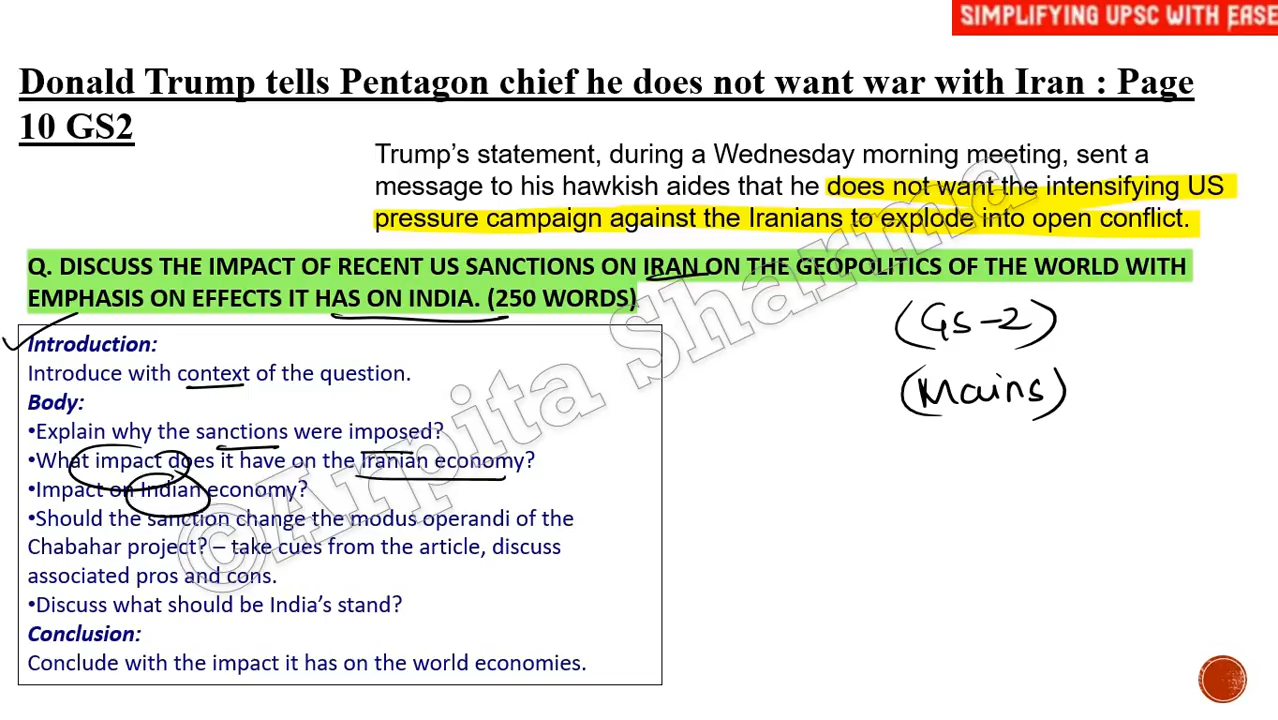 SIMPLIFYING UPSC WITH EASE
Donald Trump tells Pentagon chief he does not want war with Iran : Page
10 GS2
Trump's statement, during a Wednesday morning meeting, sent a
message to his hawkish aides that he does not want the intensifying US
pressure campaign against the Iranians to explode into open conflict.
Q. DISCUSS THE IMPACT OF RECENT US SANCTIONS ON IRAN ON THE GEOPOLITICS OF THE WORLD WITH
EMPHASIS ON EFFECTS IT HAS ON INDIA. (250 WORDS)
(GS-2)
(Mains)
Introduction:
Introduce with context of the question.
Body:
•Explain why the sanctions were imposed?
•What impact does it have on the Iranian economy?
•Impact on Indian economy?
•Should the sanction change the modus operandi of the
Chabahar project? – take cues from the article, discuss
associated pros and cons.
•Discuss what should be India's stand?
Conclusion:
Conclude with the impact it has on the world economies.
©Arpita Sharma